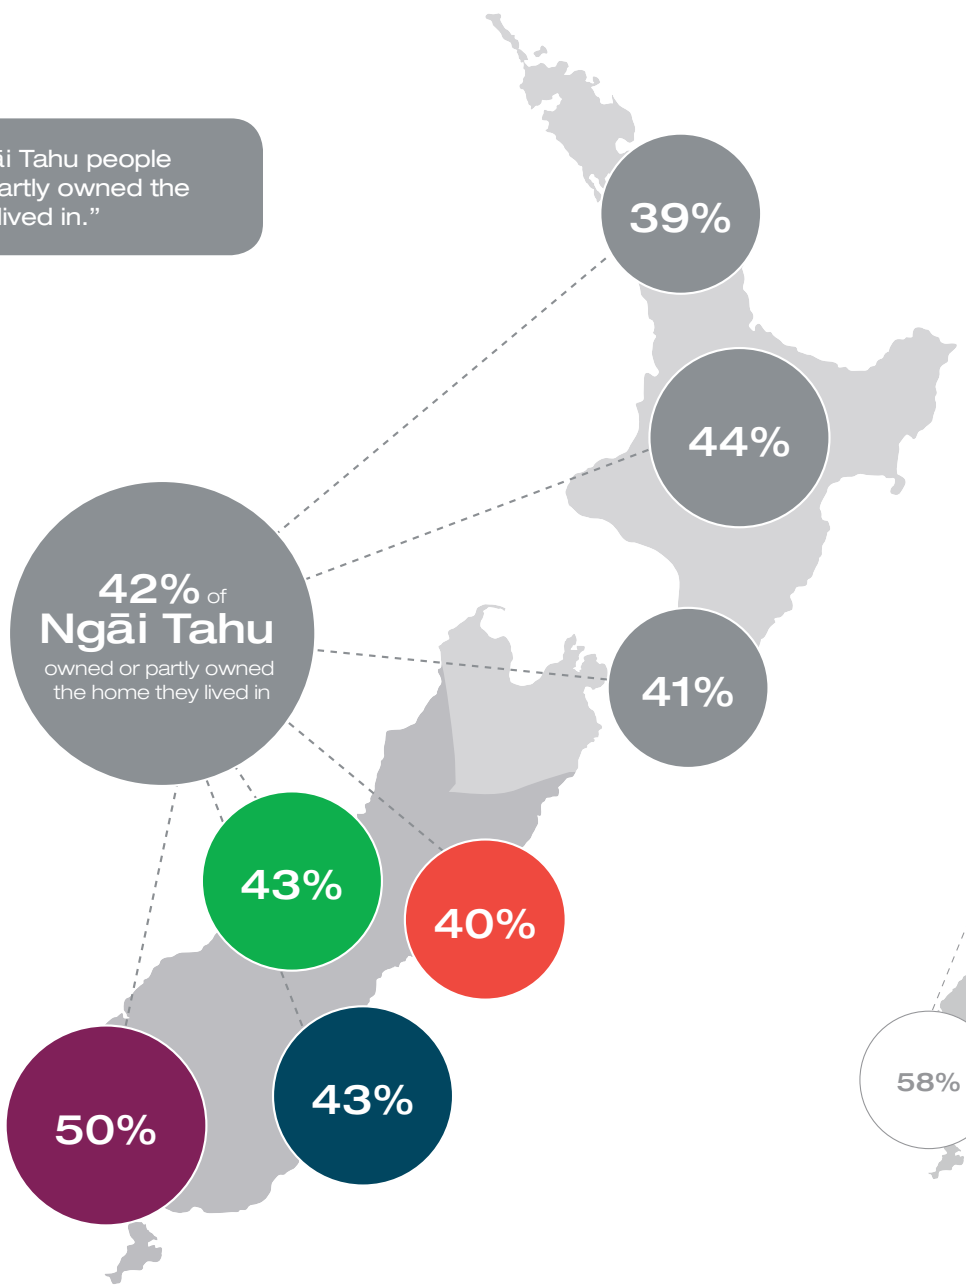 Tahu people
owned the
lived in.”
39%
44%
42% of
Ngāi Tahu
owned or partly owned
the home they lived in
41%
43%
40%
50%
43%
58%